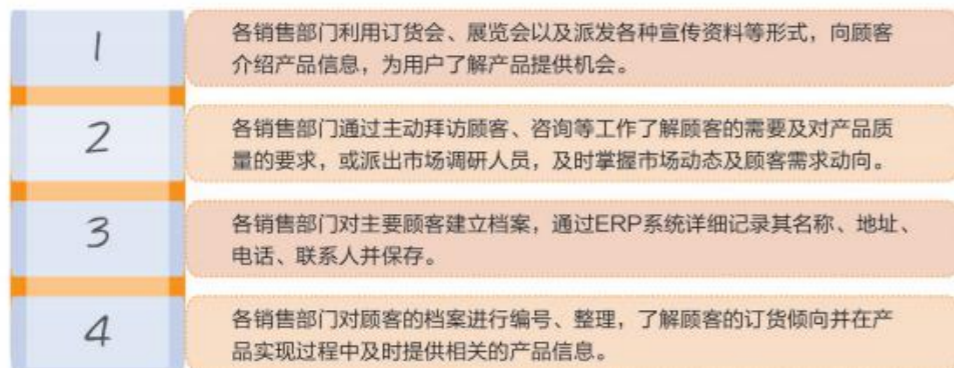 1
各销售部门利用订货会、展览会以及派发各种宣传资料等形式，向顾客
介绍产品信息，为用户了解产品提供机会。
2
各销售部门通过主动拜访顾客、咨询等工作了解顾客的需要及对产品质
量的要求，或派出市场调研人员，及时掌握市场动态及顾客需求动向。
3
各销售部门对主要顾客建立档案，通过ERP系统详细记录其名称、地址、
电话、联系人并保存。
4
各销售部门对顾客的档案进行编号、整理，了解顾客的订货倾向并在产
品实现过程中及时提供相关的产品信息。